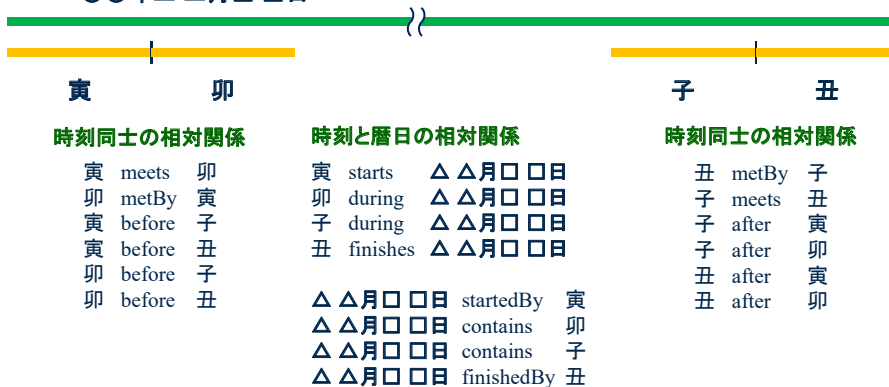 寅 卯
子 丑
時刻同士の相対関係
寅 meets 卯
卯 metBy 寅
寅 before 子
寅 before 丑
卯 before 子
卯 before 丑
時刻と暦日の相対関係
寅 starts △△月□□日
卯 during △△月□□日
子 during △△月□□日
丑 finishes △△月□□日
△△月□□日 startedBy 寅
△△月□□日 contains 卯
△△月□□日 contains 子
△△月□□日 finishedBy 丑
時刻同士の相対関係
丑 metBy 子
子 meets 丑
子 after 寅
子 after 卯
丑 after 寅
丑 after 卯